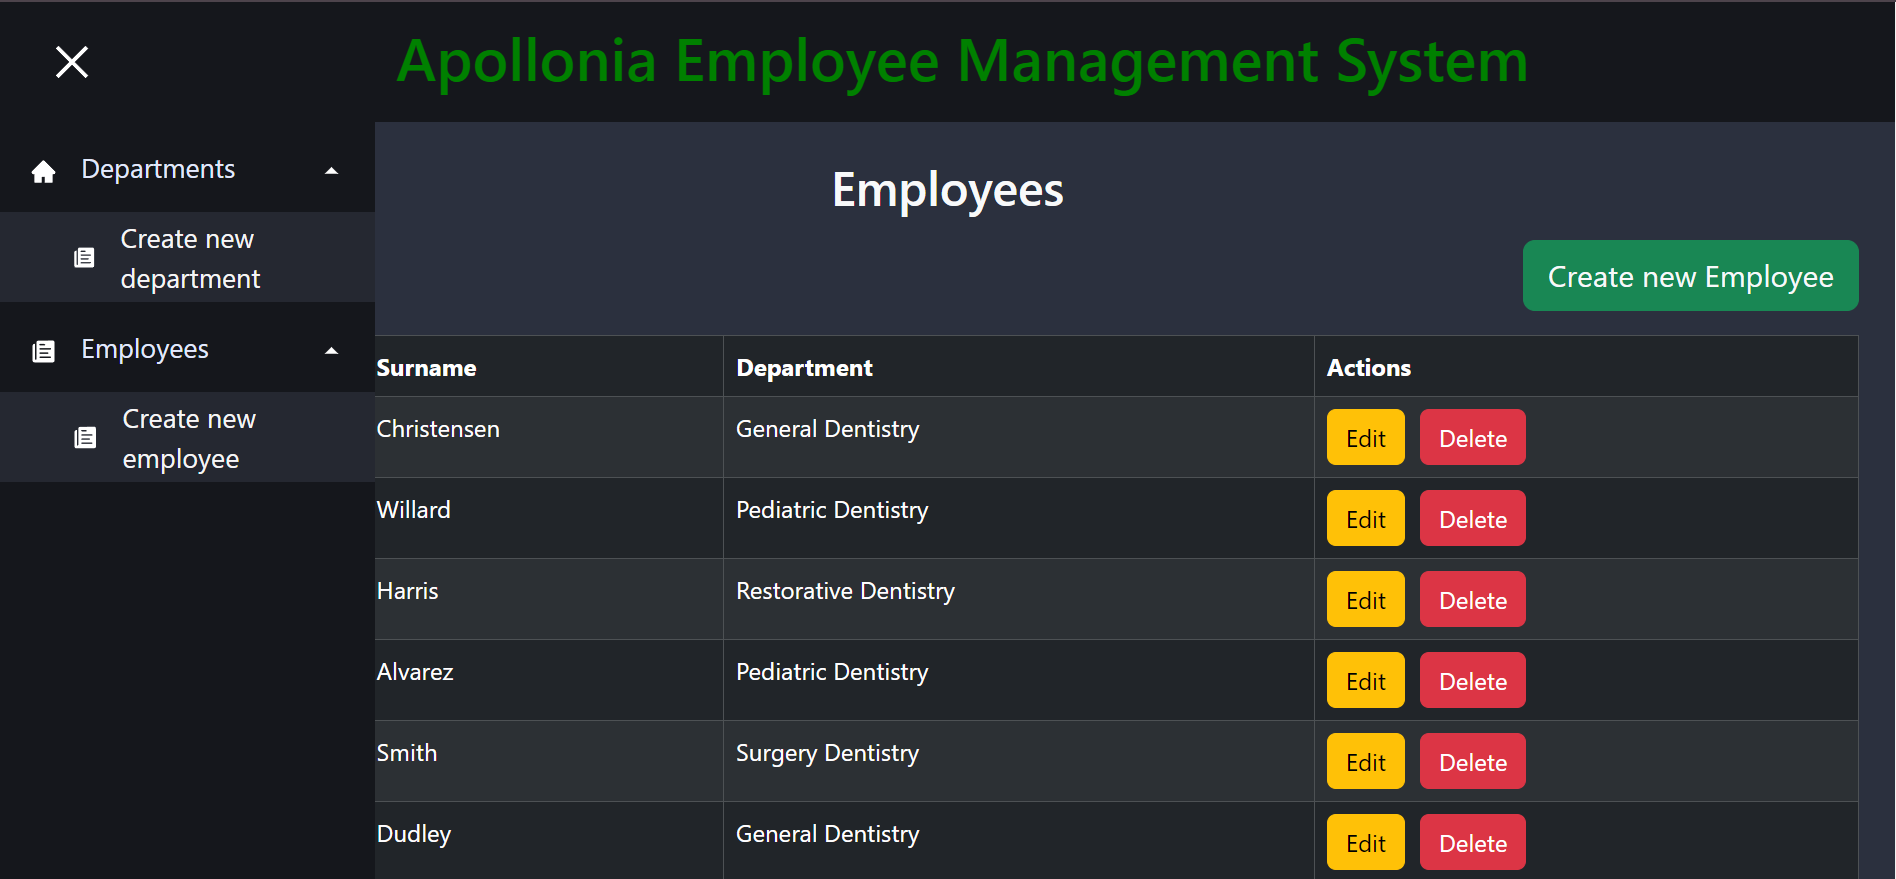 Apollonia Employee Management System
Departments
Create new
department
Employees
Create new
employee
Employees
Create new Employee
Surname Department Actions
Christensen General Dentistry Edit Delete
Willard Pediatric Dentistry Edit Delete
Harris Restorative Dentistry Edit Delete
Alvarez Pediatric Dentistry Edit Delete
Smith Surgery Dentistry Edit Delete
Dudley General Dentistry Edit Delete